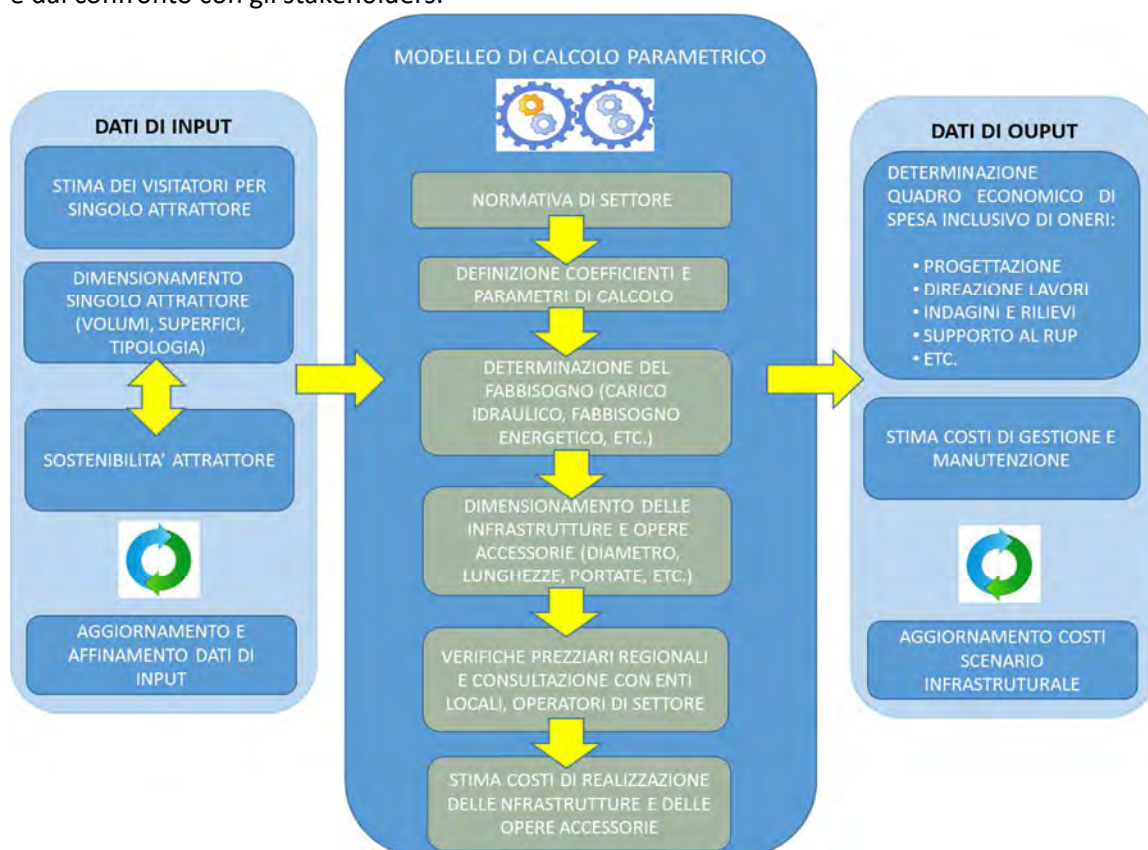 e dal confronto con gli stakeholders.
DATI DI INPUT
STIMA DEI VISITATORI PER
SINGOLO ATTRATTORE
DIMENSIONAMENTO
SINGOLO ATTRATTORE
(VOLUMI, SUPERFICI,
TIPOLOGIA)
SOSTENIBILITA' ATTRATTORE
AGGIORNAMENTO E
AFFINAMENTO DATI DI
INPUT
MODELLEO DI CALCOLO PARAMETRICO
NORMATIVA DI SETTORE
DEFINIZIONE COEFFICIENTI E
PARAMETRI DI CALCOLO
DETERMINAZIONE DEL
FABBISOGNO (CARICO
IDRAULICO, FABBISOGNO
ENERGETICO, ETC.)
DIMENSIONAMENTO DELLE
INFRASTRUTTURE E OPERE
ACCESSORIE (DIAMETRO,
LUNGHEZZE, PORTATE, ETC.)
VERIFICHE PREZZIARI REGIONALI
E CONSULTAZIONE CON ENTI
LOCALI, OPERATORI DI SETTORE
STIMA COSTI DI REALIZZAZIONE
DELLE NFRASTRUTTURE E DELLE
OPERE ACCESSORIE
DATI DI OUPUT
DETERMINAZIONE
QUADRO ECONOMICO DI
SPESA INCLUSIVO DI ONERI:
• PROGETTAZIONE
• DIREAZIONE LAVORI
• INDAGINI E RILIEVI
• SUPPORTO AL RUP
• ETC.
STIMA COSTI DI GESTIONE E
MANUTENZIONE
AGGIORNAMENTO COSTI
SCENARIO
INFRASTRUTURALE